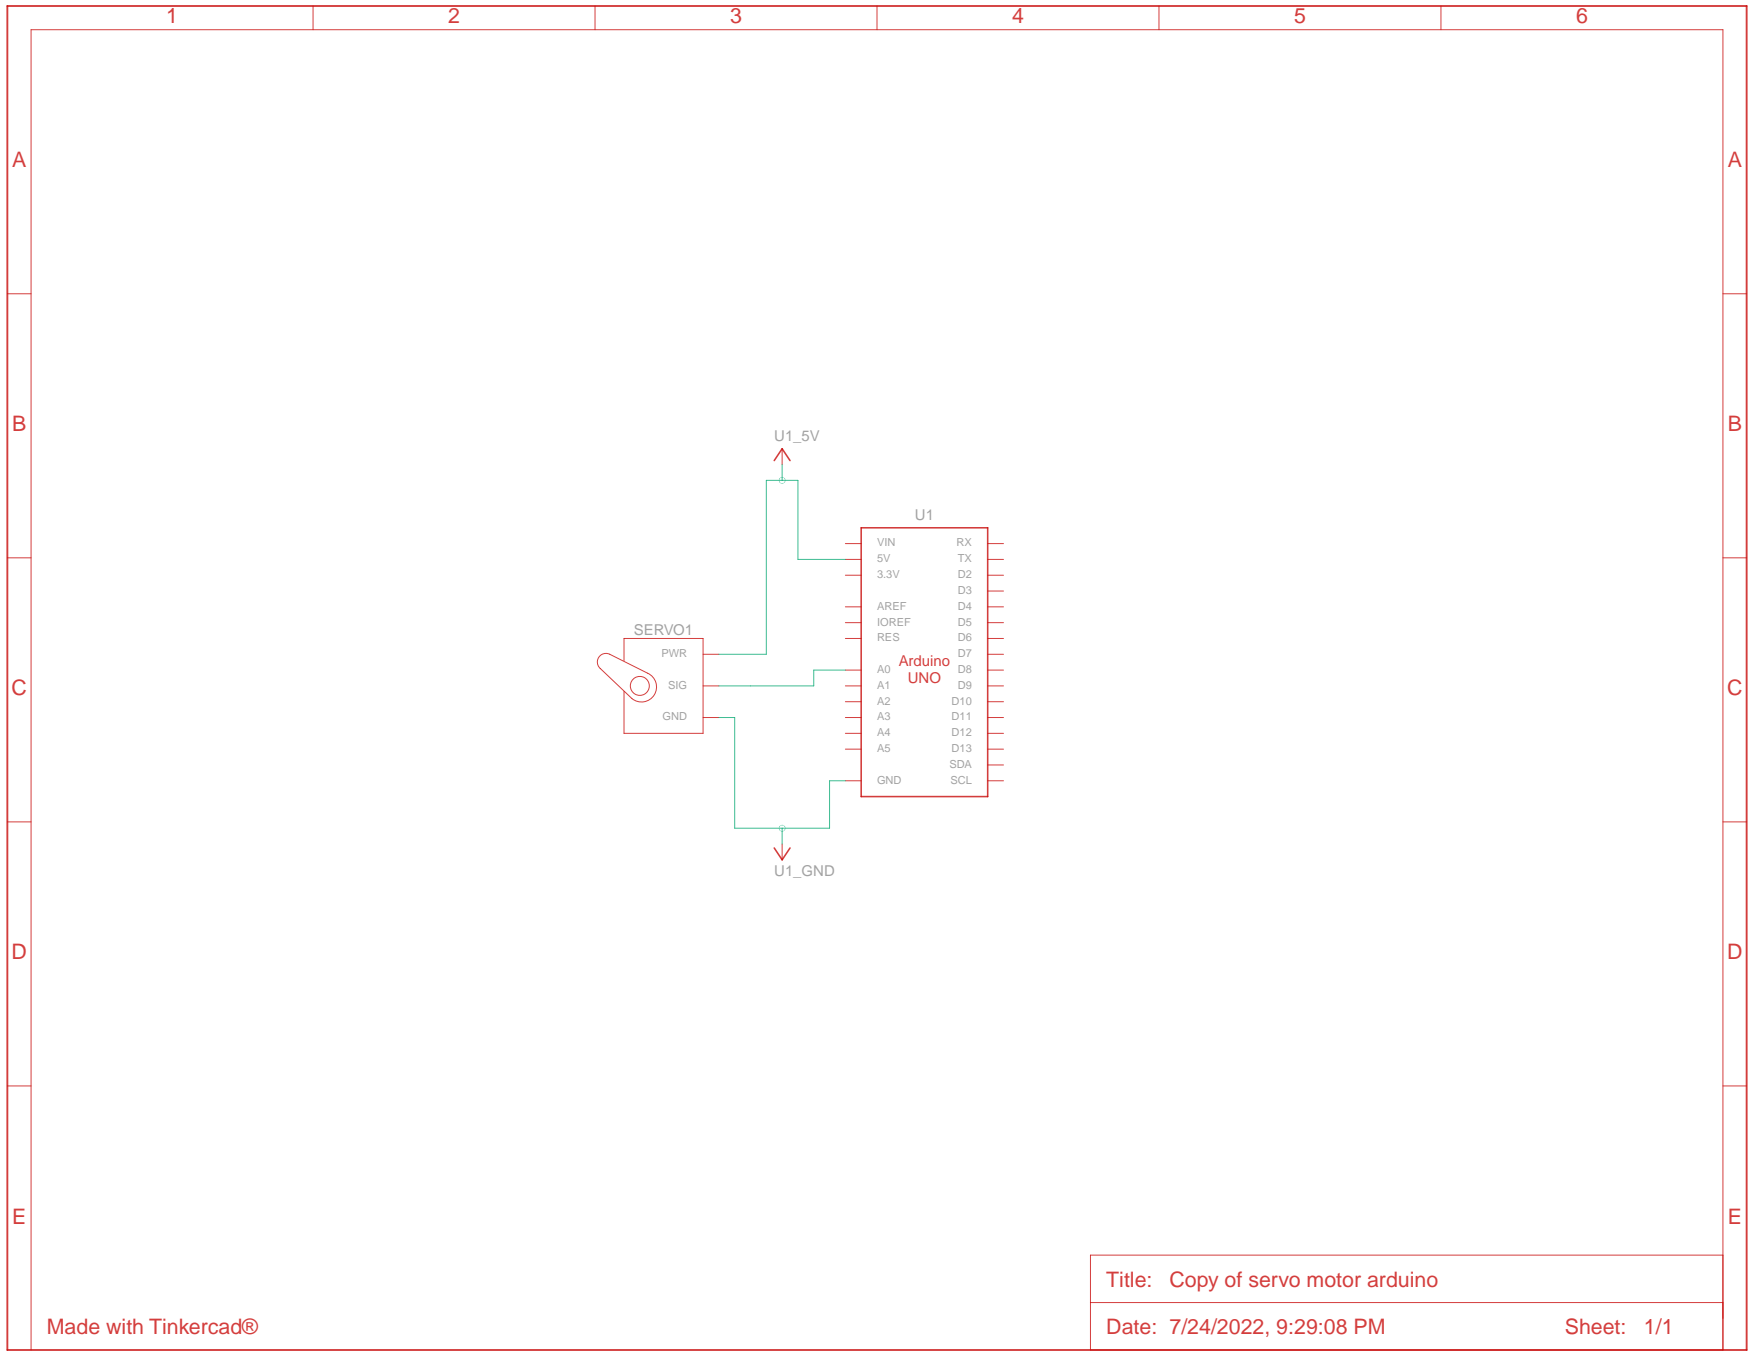 1 2 3 4 5 6
A A
B B
U1_5V
U1
VIN RX
5V TX
3.3V D2
D3
AREF D4
IOREF D5
SERVO1
RES D6
PWR D7
Arduino
A0 D8
UNO
SIG A1 D9
C C
A2 D10
GND A3 D11
A4 D12
A5 D13
SDA
GND SCL
U1_GND
D D
E E
Title: Copy of servo motor arduino
Made with Tinkercad®
Date: 7/24/2022, 9:29:08 PM Sheet: 1/1